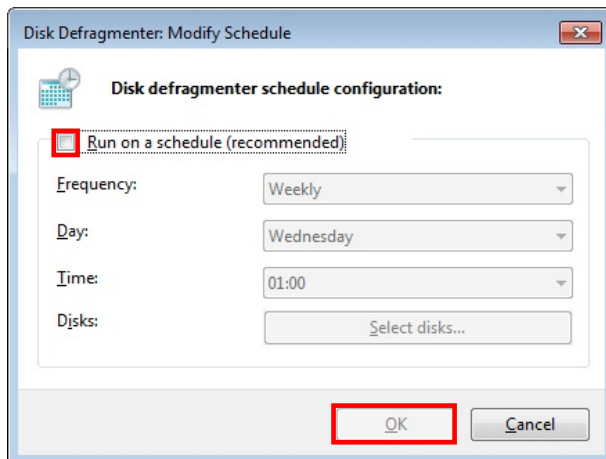 Disk Defragmenter: Modify Schedule
Disk defragmenter schedule configuration:
Run on a schedule (recommended)
Frequency: Weekly
Day: Wednesday
Time: 01:00
Disks: Select disks...
OK Cancel